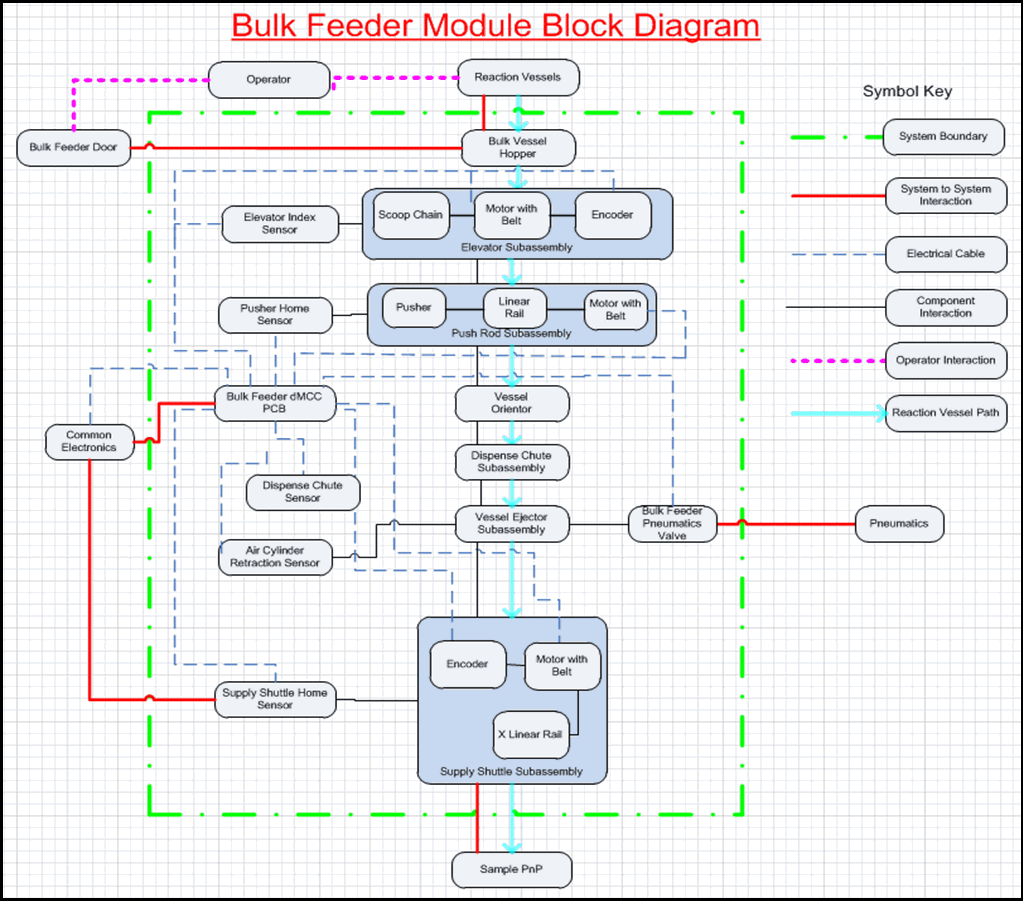 Bulk Feeder Module Block Diagram
Operator
Reaction Vessels
Symbol Key
Bulk Feeder Door
Bulk Vessel
Hopper
System Boundary
System to System
Interaction
Scoop Chain
Motor with
Belt
Encoder
Elevator Index
Sensor
Elevator Subassembly
Electrical Cable
Pusher Home
Sensor
Pusher
Linear
Rail
Motor with
Belt
Push Rod Subassembly
Component
Interaction
Operator Interaction
Bulk Feeder dMCC
PCB
Vessel
Orientor
Reaction Vessel Path
Common
Electronics
Dispense Chute
Subassembly
Dispense Chute
Sensor
Vessel Ejector
Subassembly
Bulk Feeder
Pneumatics
Valve
Pneumatics
Air Cylinder
Retraction Sensor
Encoder
Motor with
Belt
Supply Shuttle Home
Sensor
X Linear Rail
Supply Shuttle Subassembly
Sample PnP